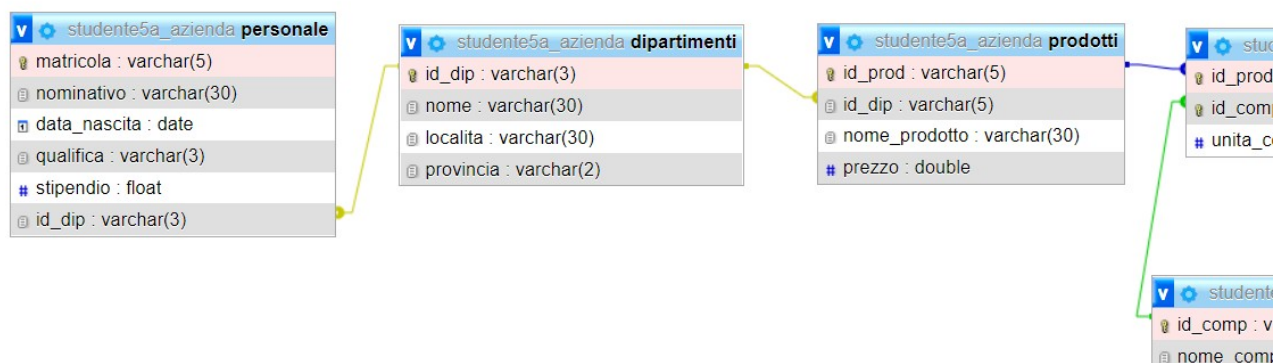 v studente5a_azienda personale
matricola : varchar(5)
nominativo : varchar(30)
data_nascita : date
qualifica : varchar(3)
# stipendio : float
id_dip : varchar(3)
v studente5a_azienda dipartimenti
id_dip : varchar(3)
nome : varchar(30)
localita : varchar(30)
provincia : varchar(2)
v studente5a_azienda prodotti
id_prod : varchar(5)
id_dip : varchar(5)
nome_prodotto : varchar(30)
# prezzo : double
v
id_prod
#
v
id_comp :